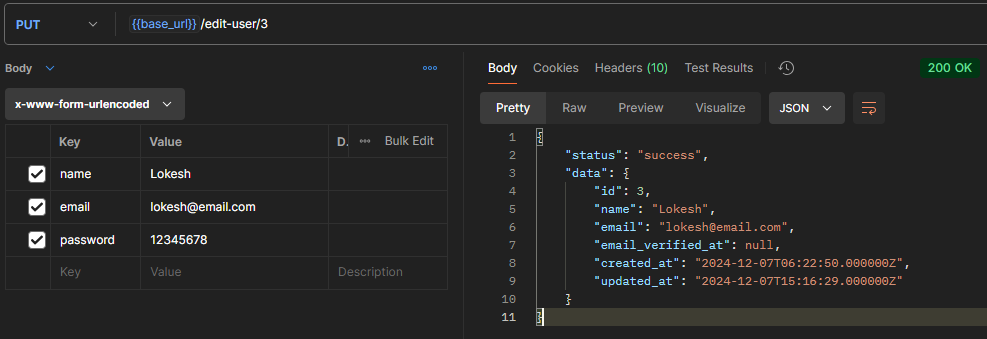 PUT {{base_url}}/edit-user/3
Body
x-www-form-urlencoded
Key Value D. Bulk Edit
name Lokesh
email lokesh@email.com
password 12345678
Key Value Description
Body Cookies Headers (10) Test Results 200 OK
Pretty Raw Preview Visualize JSON
1 {
2 "status": "success",
3 "data": {
4 "id": 3,
5 "name": "Lokesh",
6 "email": "lokesh@email.com",
7 "email_verified_at": null,
8 "created_at": "2024-12-07T06:22:50.000000Z",
9 "updated_at": "2024-12-07T15:16:29.000000Z"
10 }
11 }